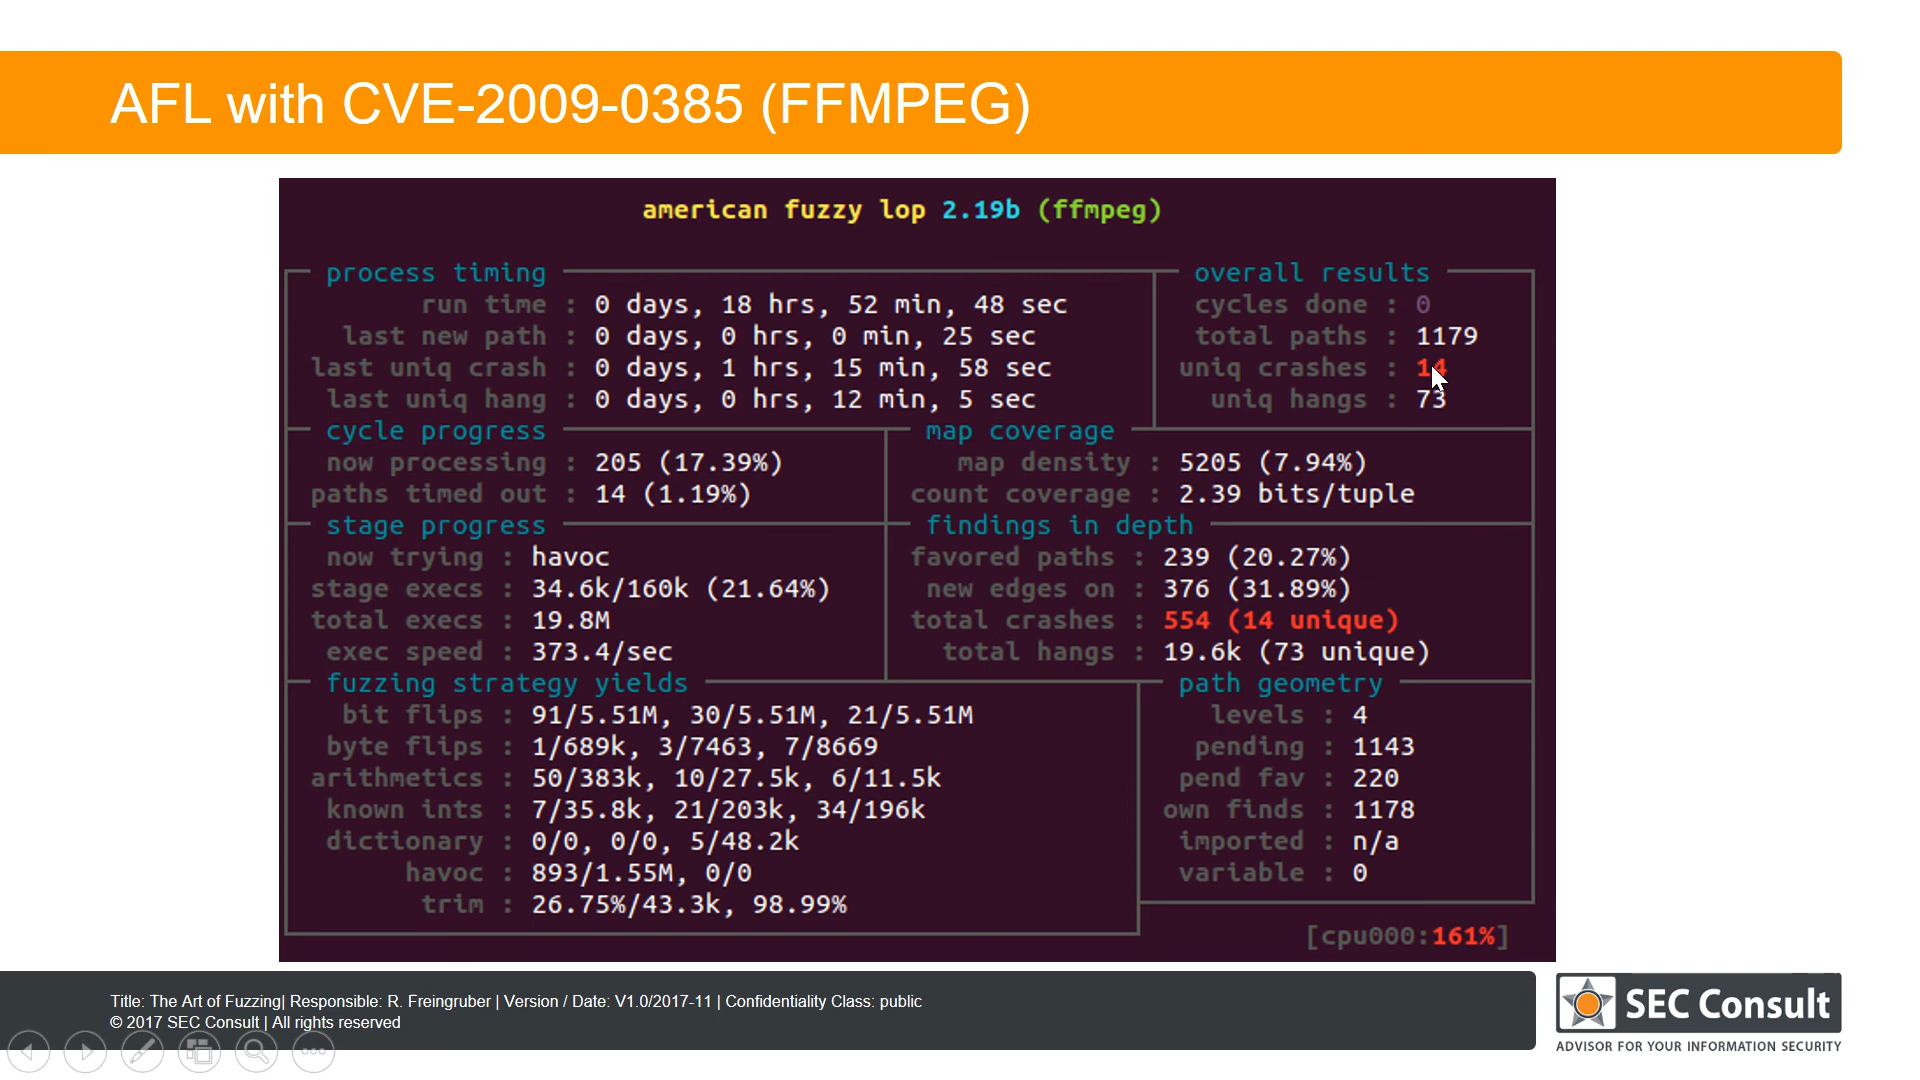 AFL with CVE-2009-0385 (FFMPEG)
american fuzzy lop 2.19b (ffmpeg)
process timing
run time : 0 days, 18 hrs, 52 min, 48 sec
last new path : 0 days, 0 hrs, 0 min, 25 sec
last uniq crash : 0 days, 1 hrs, 15 min, 58 sec
last uniq hang : 0 days, 0 hrs, 12 min, 5 sec
overall results
cycles done : 0
total paths : 1179
uniq crashes : 14
uniq hangs : 73
cycle progress
now processing : 205 (17.39%)
paths timed out : 14 (1.19%)
map coverage
map density : 5205 (7.94%)
count coverage : 2.39 bits/tuple
stage progress
now trying : havoc
stage execs : 34.6k/160k (21.64%)
total execs : 19.8M
exec speed : 373.4/sec
findings in depth
favored paths : 239 (20.27%)
new edges on : 376 (31.89%)
total crashes : 554 (14 unique)
total hangs : 19.6k (73 unique)
fuzzing strategy yields
bit flips : 91/5.51M, 30/5.51M, 21/5.51M
byte flips : 1/689k, 3/7463, 7/8669
arithmetics : 50/383k, 10/27.5k, 6/11.5k
known ints : 7/35.8k, 21/203k, 34/196k
dictionary : 0/0, 0/0, 5/48.2k
havoc : 893/1.55M, 0/0
trim : 26.75%/43.3k, 98.99%
path geometry
levels : 4
pending : 1143
pend fav : 220
own finds : 1178
imported : n/a
variable : 0
[cpu000:161%]
Title: The Art of Fuzzing| Responsible: R. Freingruber | Version / Date: V1.0/2017-11 | Confidentiality Class: public
© 2017 SEC Consult | All rights reserved
SEC Consult
ADVISOR FOR YOUR INFORMATION SECURITY